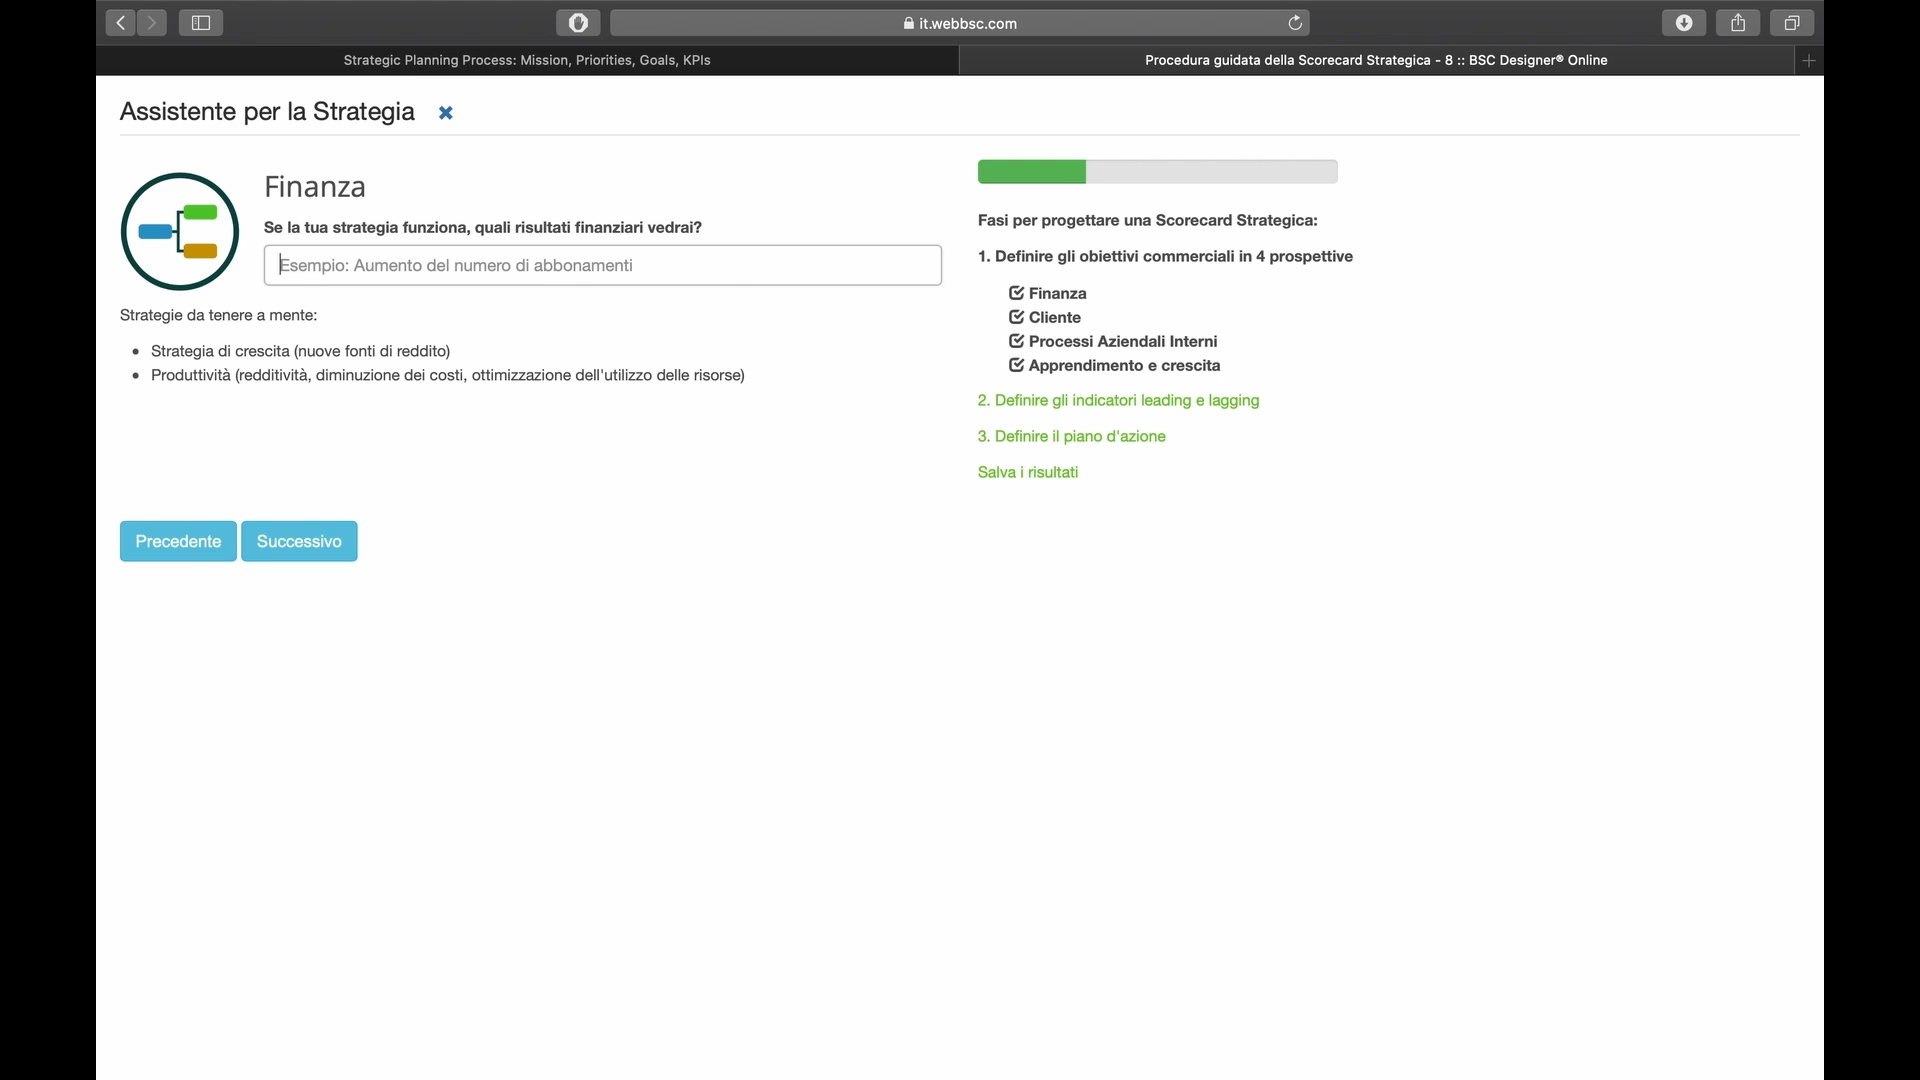 it.webbsc.com
Strategic Planning Process: Mission, Priorities, Goals, KPIs
Procedura guidata della Scorecard Strategica - 8 :: BSC Designer® Online
Assistente per la Strategia
Finanza
Se la tua strategia funziona, quali risultati finanziari vedrai?
Esempio: Aumento del numero di abbonamenti
Strategie da tenere a mente:
Strategia di crescita (nuove fonti di reddito)
Produttività (redditività, diminuzione dei costi, ottimizzazione dell'utilizzo delle risorse)
Precedente
Successivo
Fasi per progettare una Scorecard Strategica:
1. Definire gli obiettivi commerciali in 4 prospettive
Finanza
Cliente
Processi Aziendali Interni
Apprendimento e crescita
2. Definire gli indicatori leading e lagging
3. Definire il piano d'azione
Salva i risultati